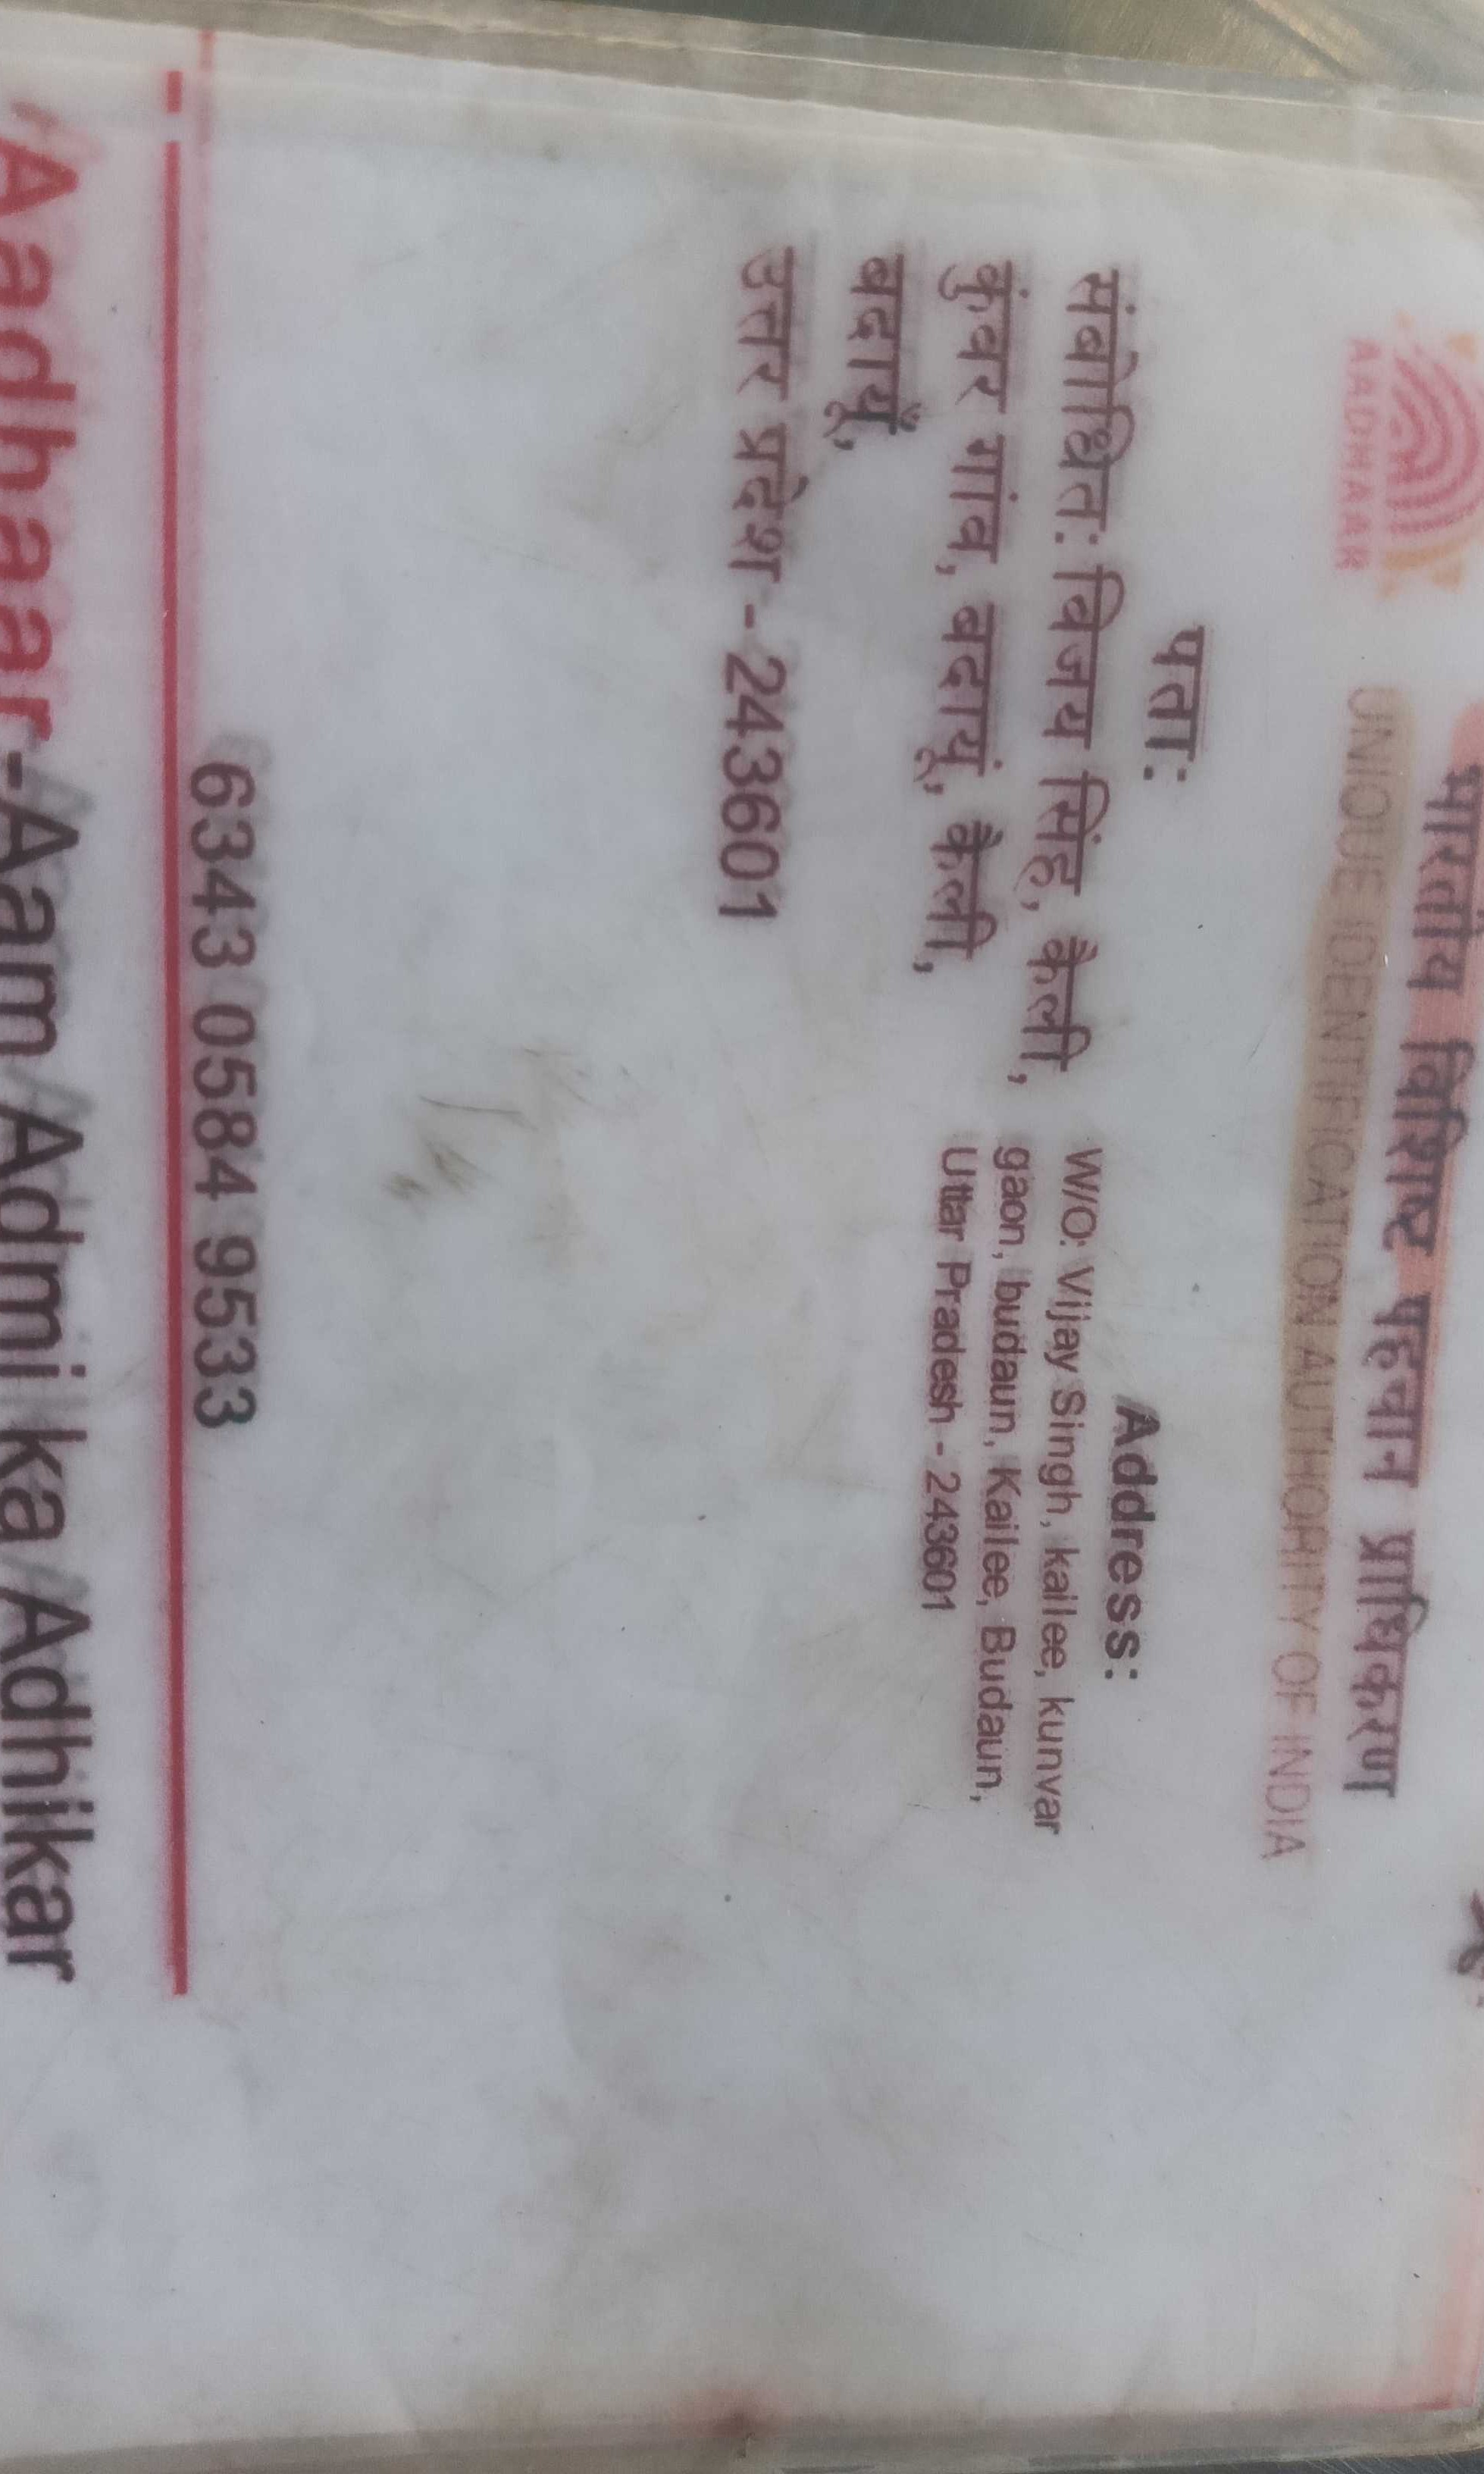 भारतीय विशिष्ट पहचान प्राधिकरण
UNIQUE IDENTIFICATION AUTHORITY OF INDIA
AADHAAR
पता:
संबोधित: विजय सिंह, कैली,
कुंवर गांव, बदायुं, कैली,
बदायूँ,
उत्तर प्रदेश - 243601
Address:
W/O: Vijay Singh, kailee, kunvar
gaon, budaun, Kailee, Budaun,
Uttar Pradesh - 243601
6343 0584 9533
Aadhaar-Aam Admi ka Adhikar